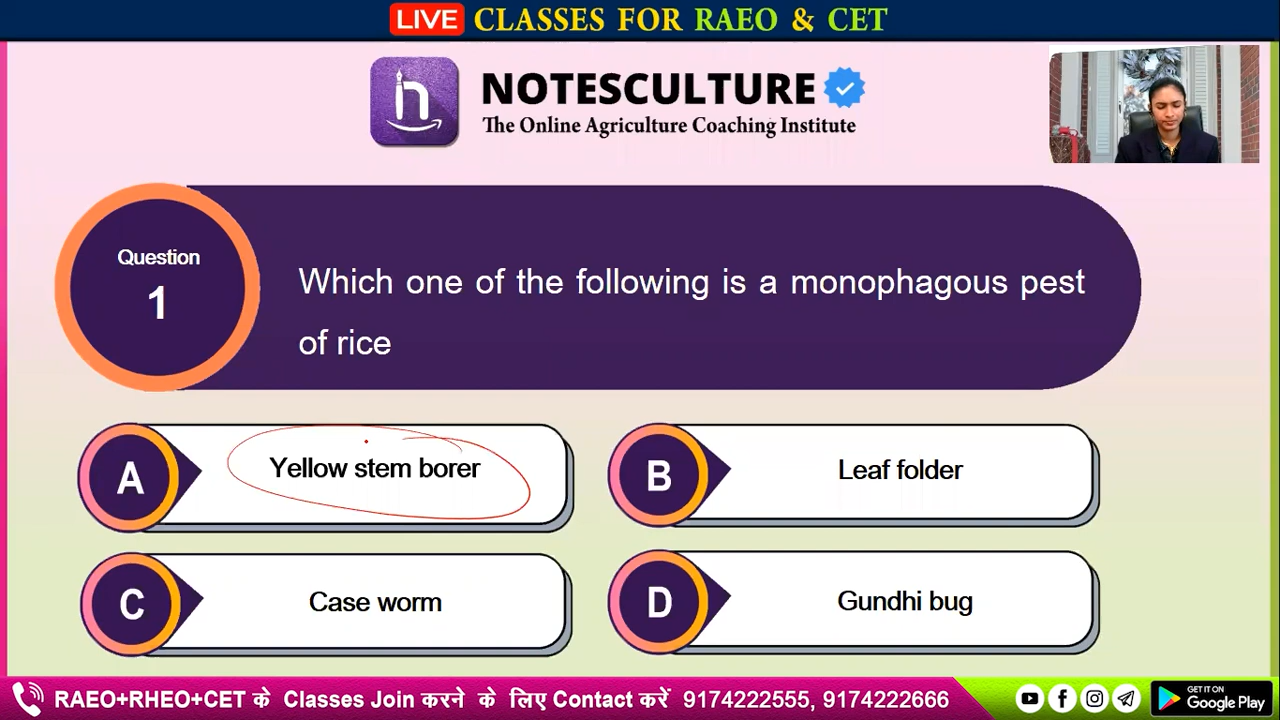 LIVE CLASSES FOR RAEO & CET
NOTESCULTURE
The Online Agriculture Coaching Institute
Question
1
Which one of the following is a monophagous pest
of rice
A Yellow stem borer
B Leaf folder
C Case worm
D Gundhi bug
RAEO+RHEO+CET के Classes Join करने के लिए Contact करें 9174222555, 9174222666
GET IT ON
Google Play